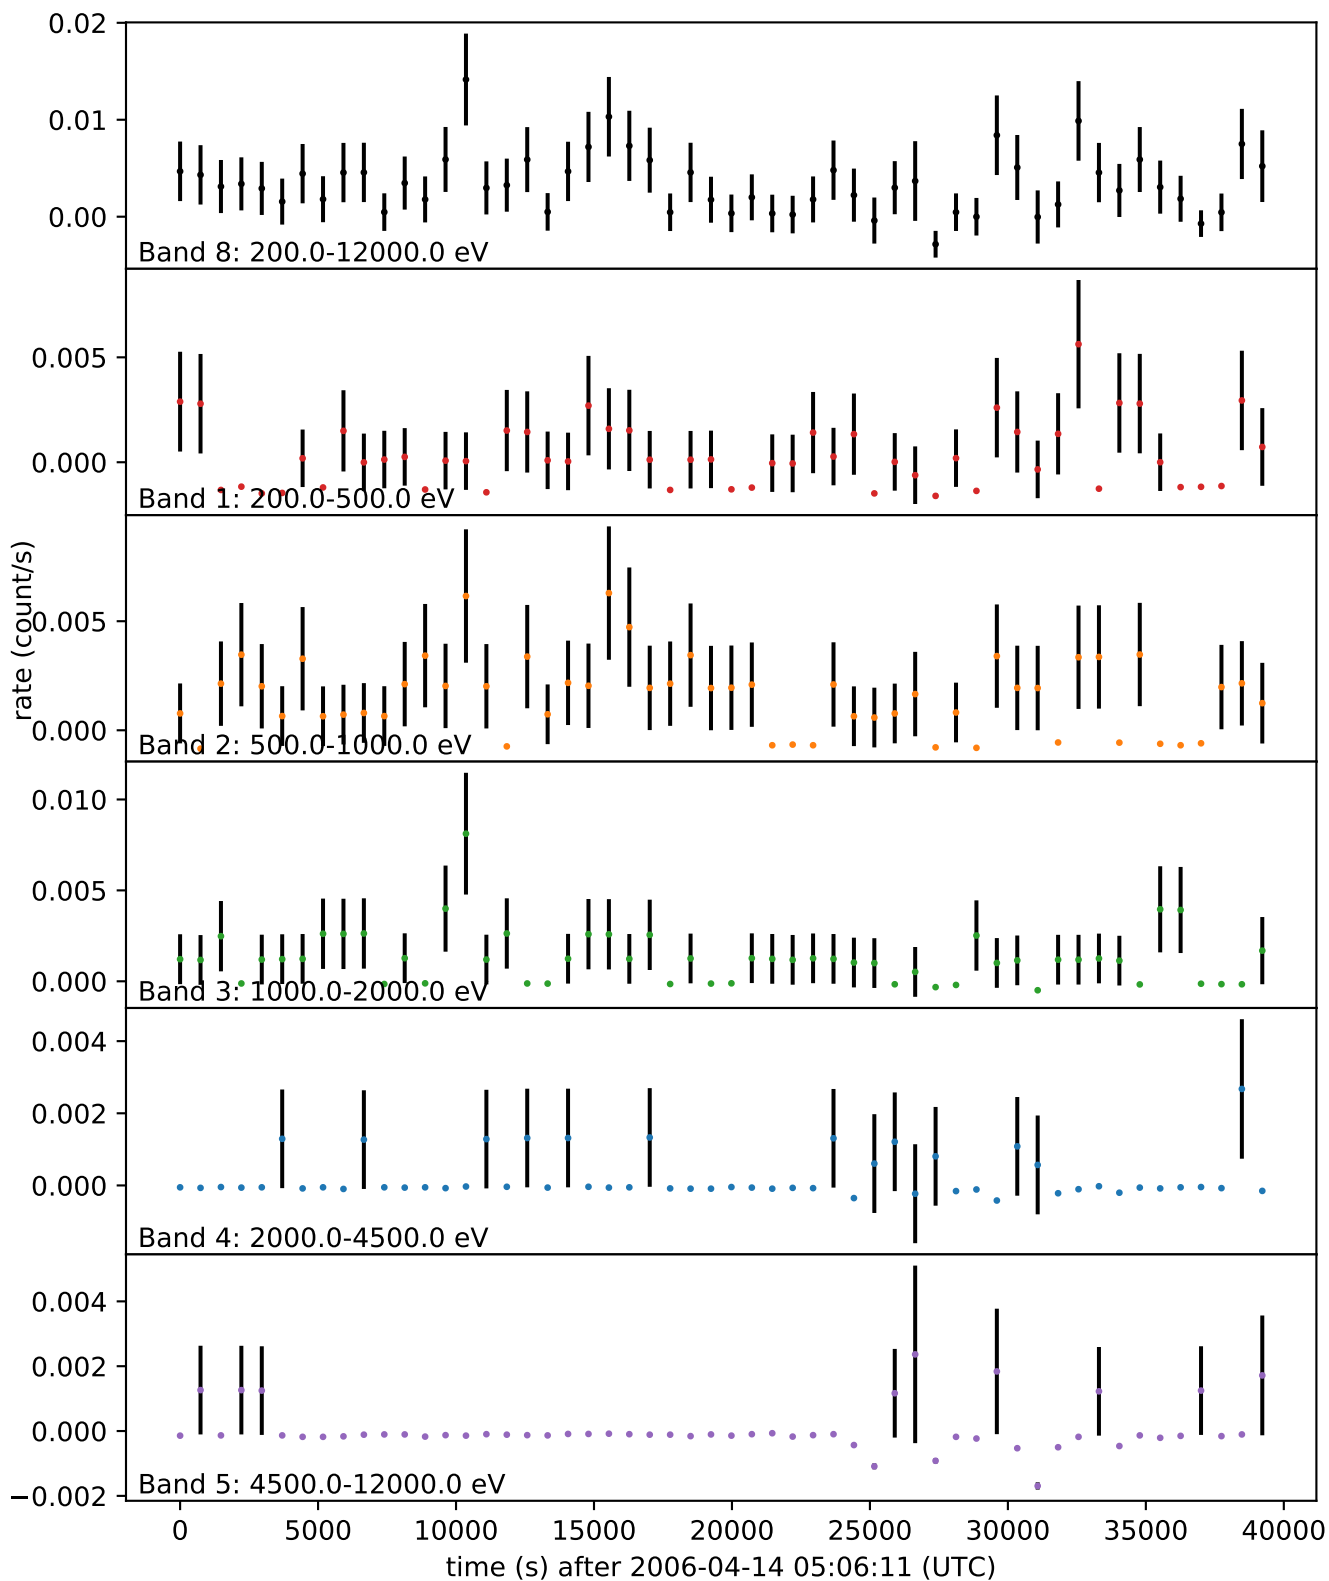 0.02
0.01
0.00
Band 8: 200.0-12000.0 eV
0.005
0.000
Band 1: 200.0-500.0 eV
rate (count/s)
0.005
0.000
Band 2: 500.0-1000.0 eV
0.010
0.005
0.000
Band 3: 1000.0-2000.0 eV
0.004
0.002
0.000
Band 4: 2000.0-4500.0 eV
0.004
0.002
0.000
−0.002
Band 5: 4500.0-12000.0 eV
0 5000 10000 15000 20000 25000 30000 35000 40000
time (s) after 2006-04-14 05:06:11 (UTC)